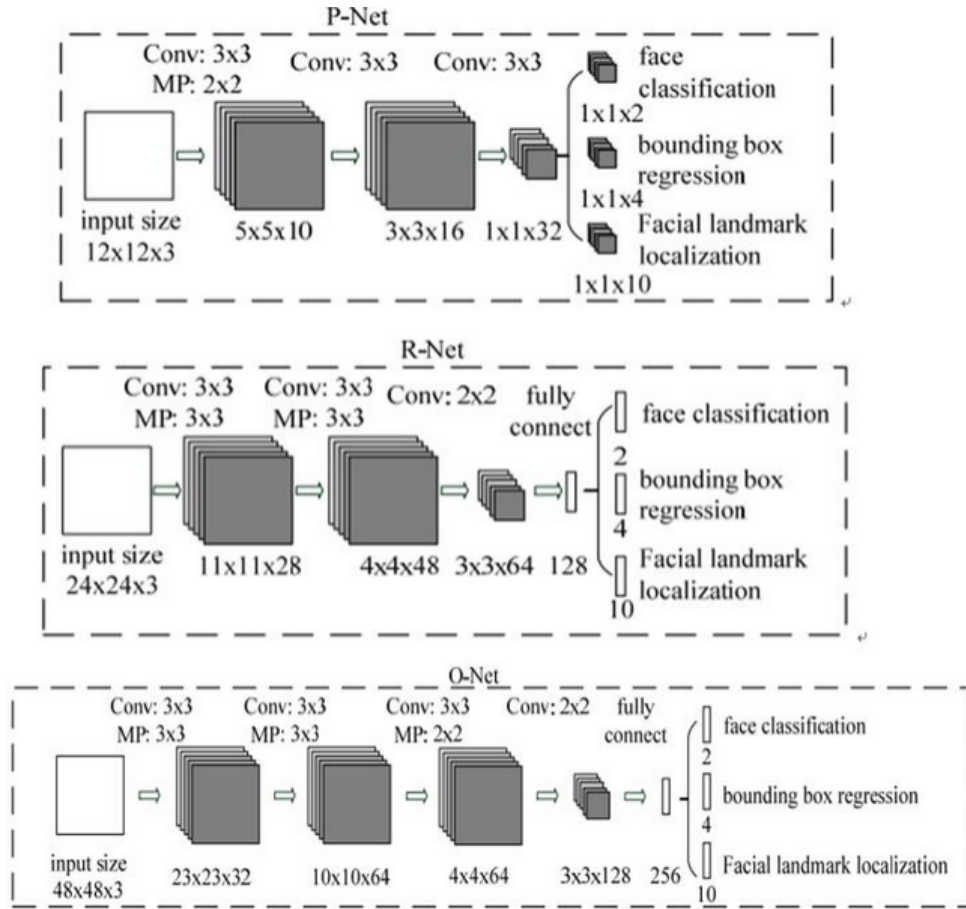 P-Net
Conv: 3x3
MP: 2x2
Conv: 3x3
Conv: 3x3
input size
12x12x3
5x5x10
3x3x16
1x1x32
face
classification
1x1x2
bounding box
regression
1x1x4
Facial landmark
localization
1x1x10
R-Net
Conv: 3x3
MP: 3x3
Conv: 3x3
MP: 3x3
Conv: 2x2
fully
connect
input size
24x24x3
11x11x28
4x4x48
3x3x64
128
face classification
2
bounding box
regression
4
Facial landmark
localization
10
O-Net
Conv: 3x3
MP: 3x3
Conv: 3x3
MP: 3x3
Conv: 3x3
MP: 2x2
Conv: 2x2
fully
connect
input size
48x48x3
23x23x32
10x10x64
4x4x64
3x3x128
256
face classification
2
bounding box regression
4
Facial landmark localization
10